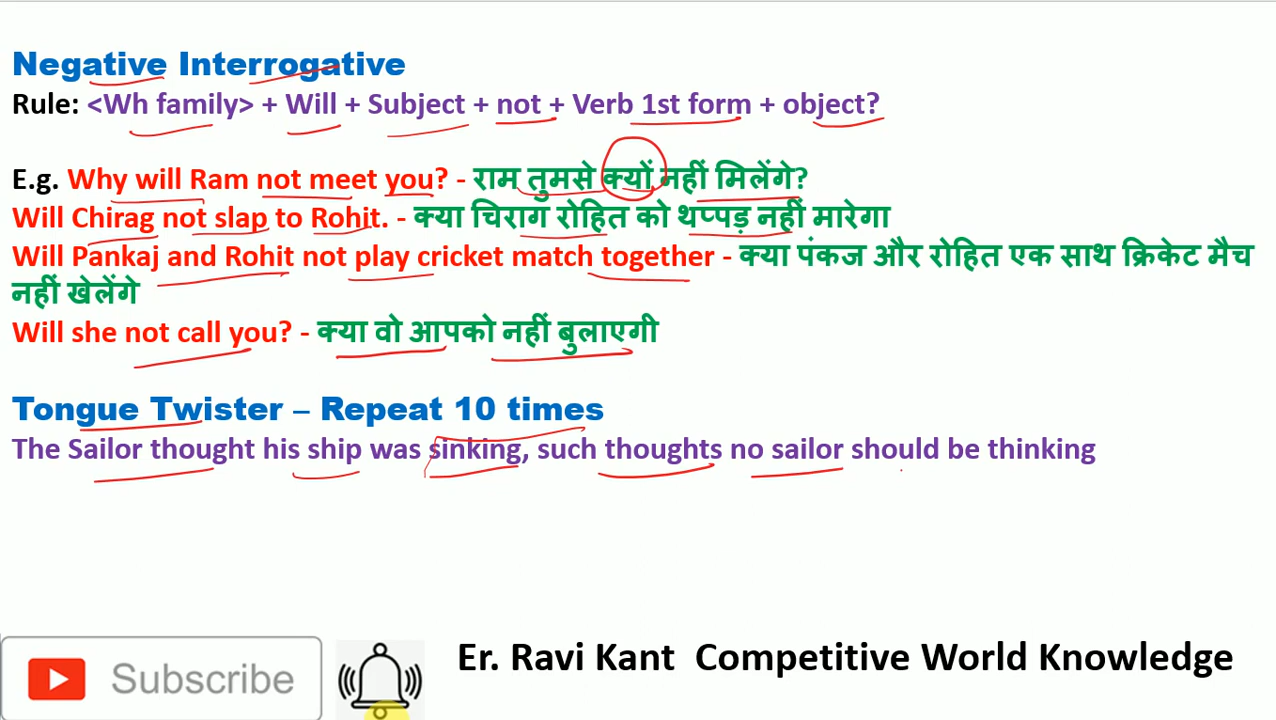 Negative Interrogative
Rule: <Wh family> + Will + Subject + not + Verb 1st form + object?
E.g. Why will Ram not meet you? - राम तुमसे क्यों नहीं मिलेंगे?
Will Chirag not slap to Rohit. - क्या चिराग रोहित को थप्पड़ नहीं मारेगा
Will Pankaj and Rohit not play cricket match together - क्या पंकज और रोहित एक साथ क्रिकेट मैच
नहीं खेलेंगे
Will she not call you? - क्या वो आपको नहीं बुलाएगी
Tongue Twister – Repeat 10 times
The Sailor thought his ship was sinking, such thoughts no sailor should be thinking
Subscribe
Er. Ravi Kant Competitive World Knowledge